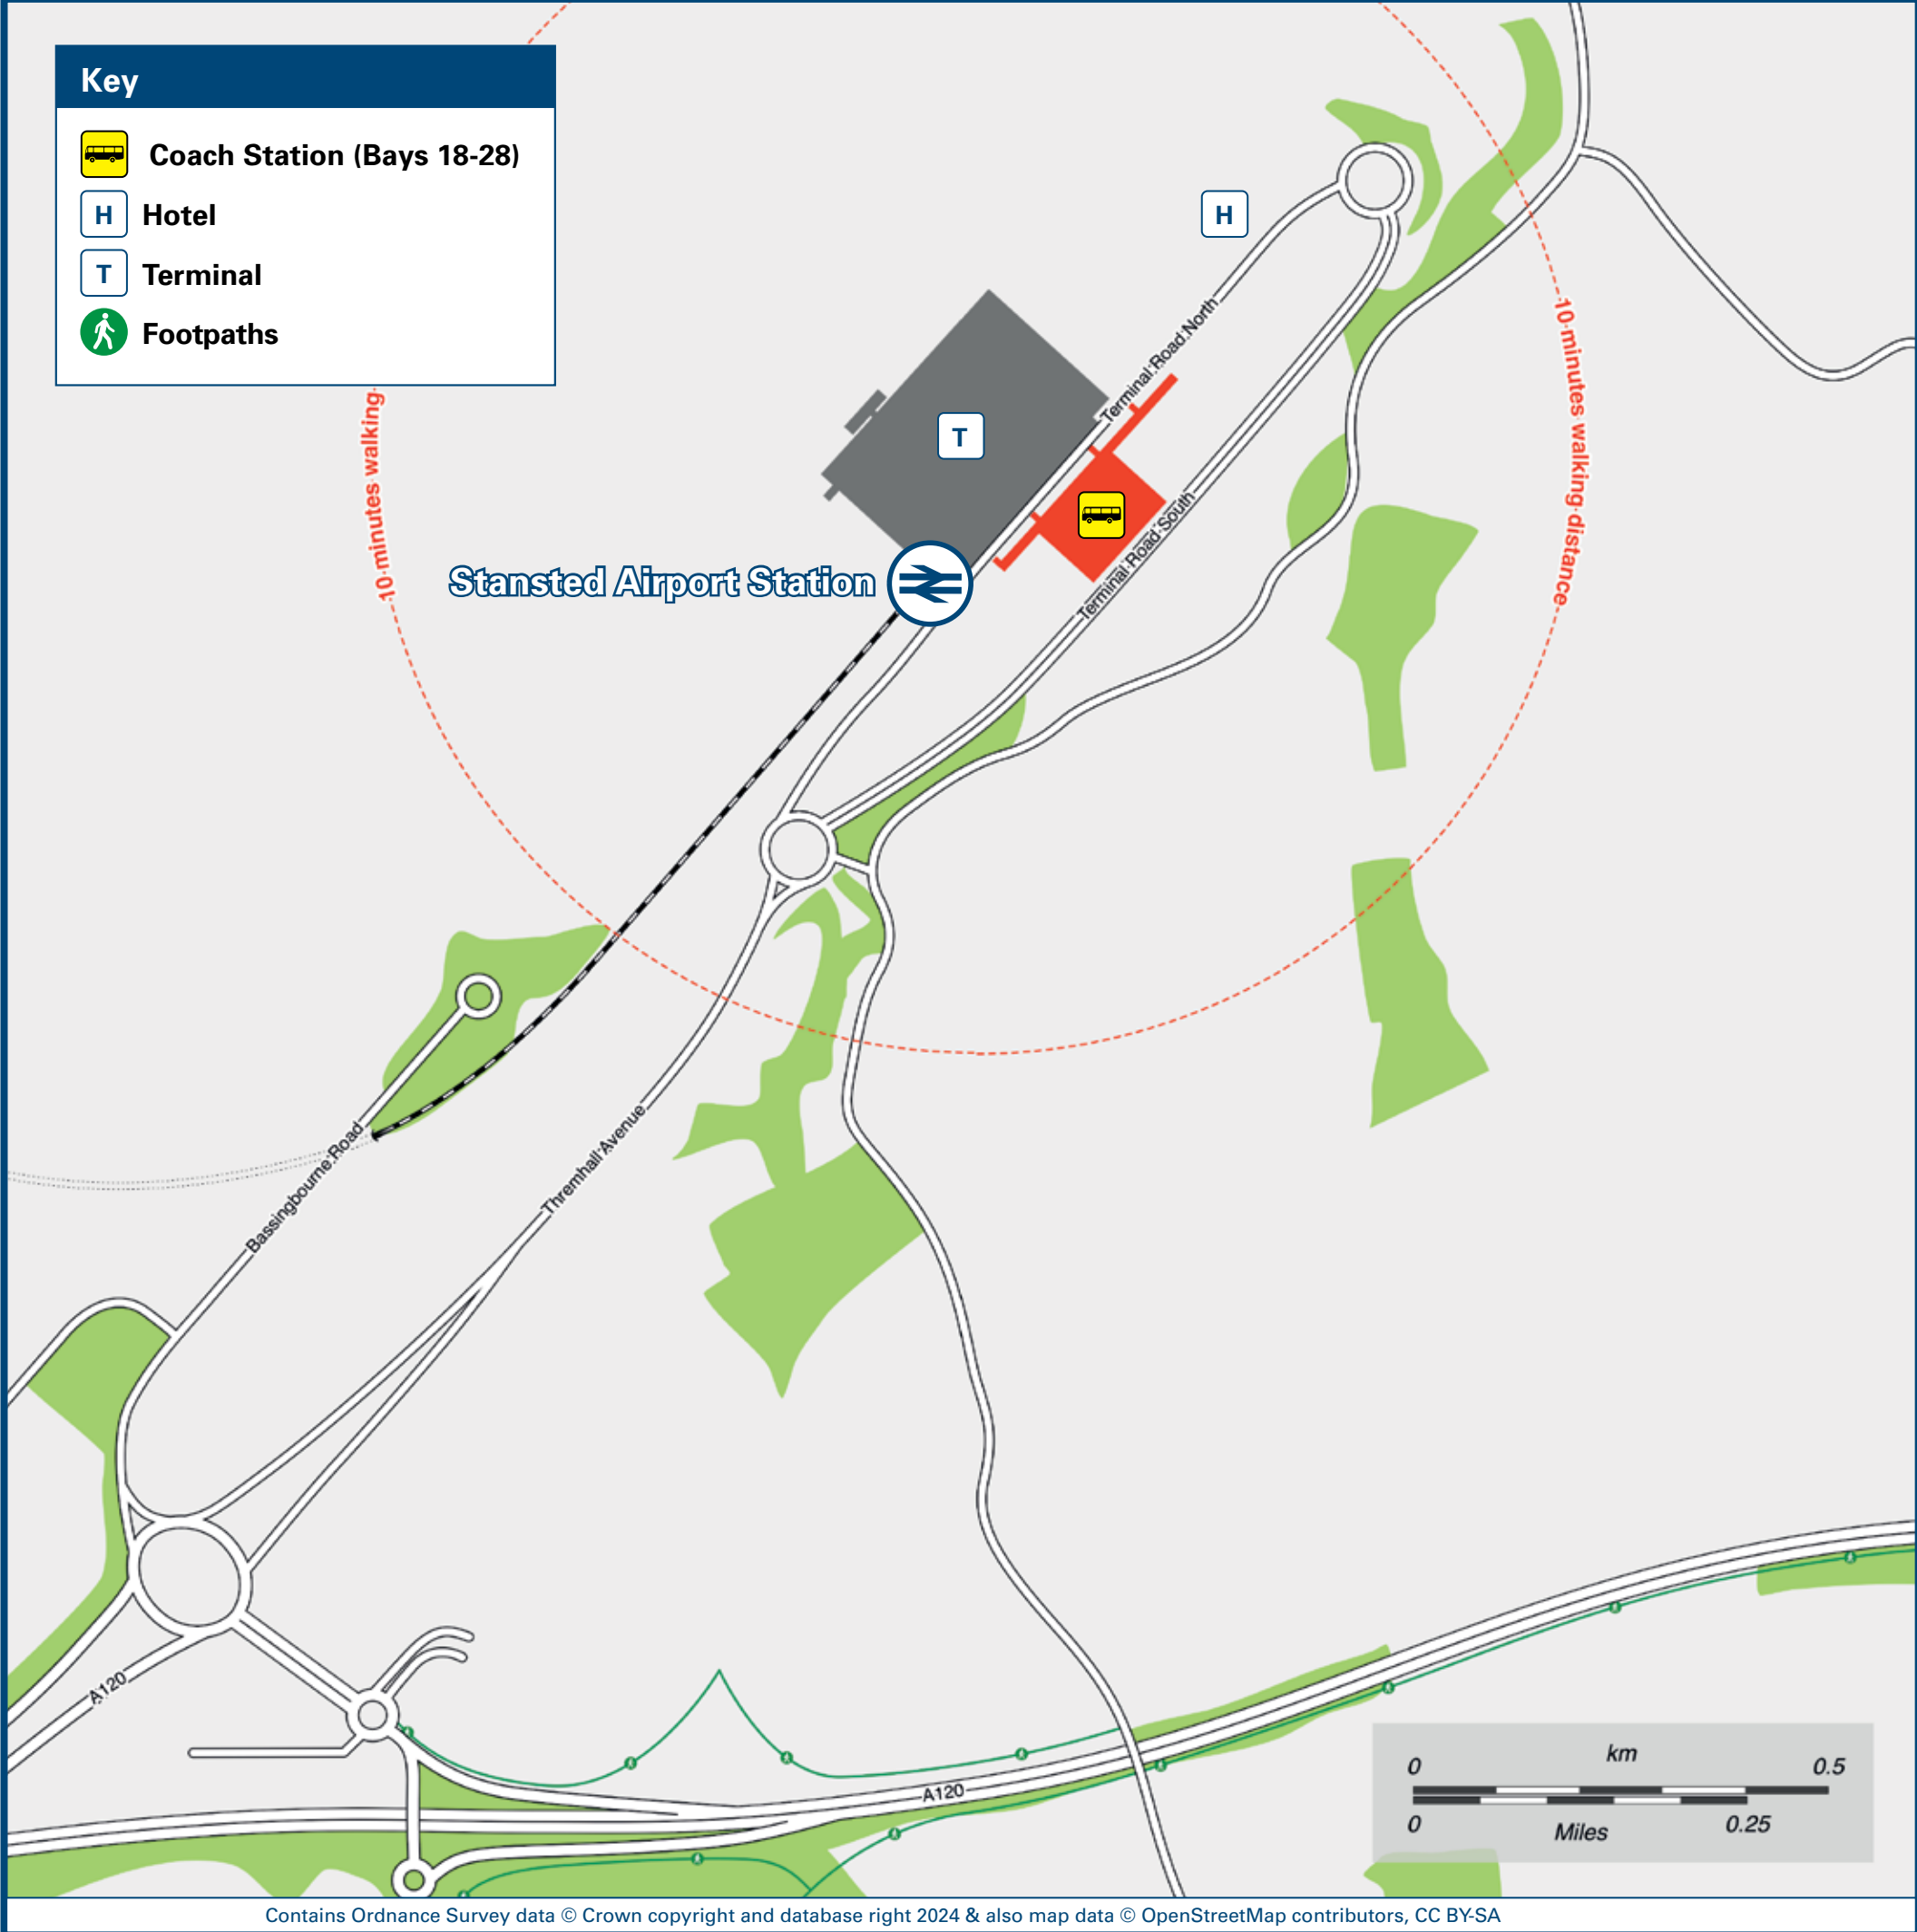 Key
Coach Station (Bays 18-28)
H Hotel
T Terminal
Footpaths
H
Terminal Road North
T
10 minutes walking
10 minutes walking distance
Terminal Road South
Stansted Airport Station
Bassingbourne Road
Thremhall Avenue
A120
A120
km
0 0.5
0 0.25
Miles
Contains Ordnance Survey data © Crown copyright and database right 2024 & also map data © OpenStreetMap contributors, CC BY-SA